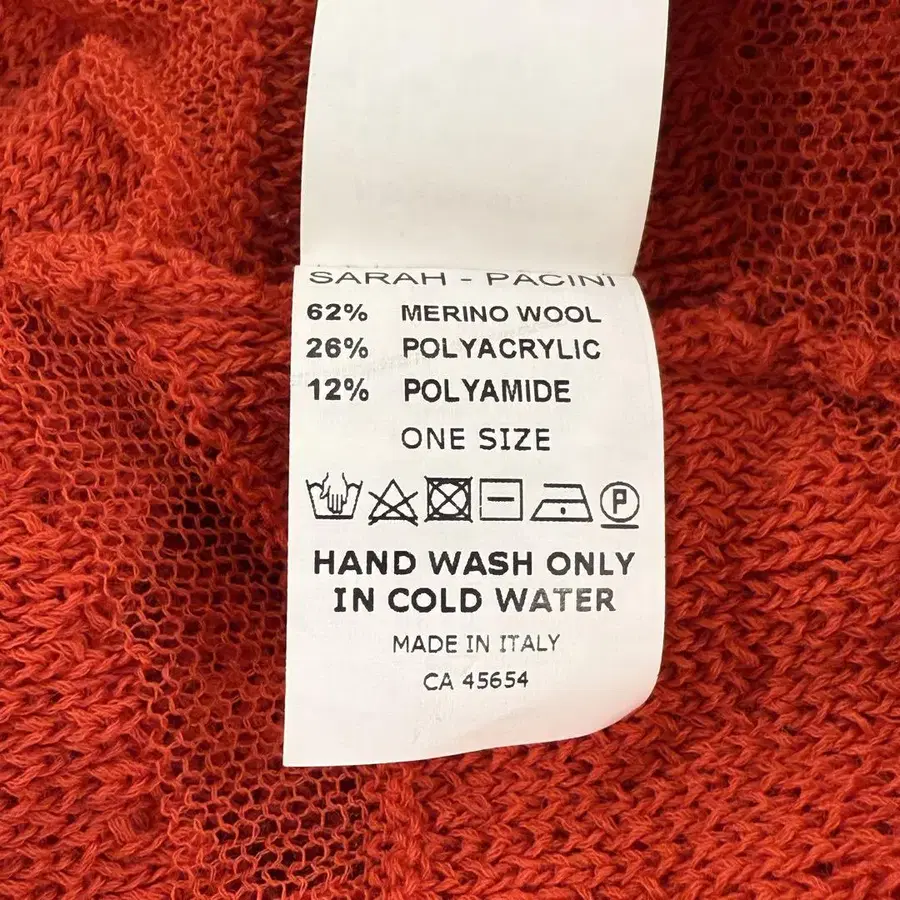 SARAH - PACINI
62% MERINO WOOL
26% POLYACRYLIC
12% POLYAMIDE
ONE SIZE
P
HAND WASH ONLY
IN COLD WATER
MADE IN ITALY
CA 45654